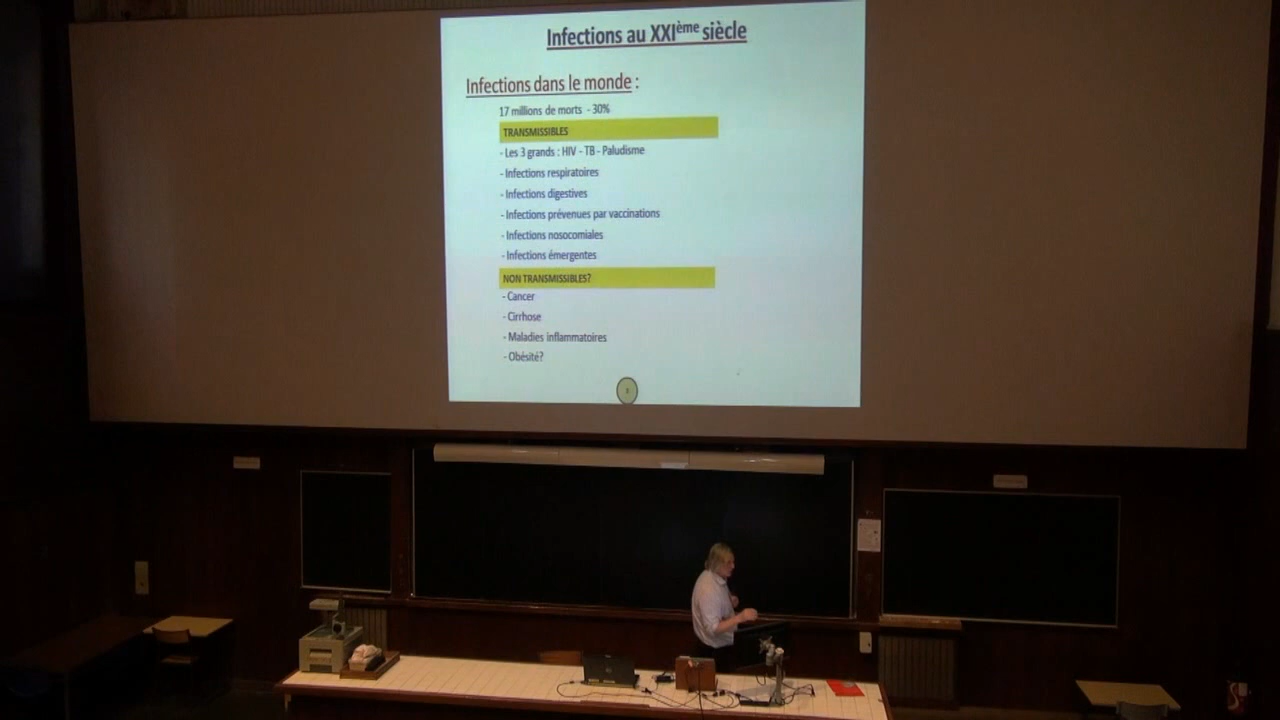 Infections au XXIème siècle
Infections dans le monde :
17 millions de morts - 30%
TRANSMISSIBLES
- Les 3 grands : HIV - TB - Paludisme
- Infections respiratoires
- Infections digestives
- Infections prévenues par vaccinations
- Infections nosocomiales
- Infections émergentes
NON TRANSMISSIBLES?
- Cancer
- Cirrhose
- Maladies inflammatoires
- Obésité?